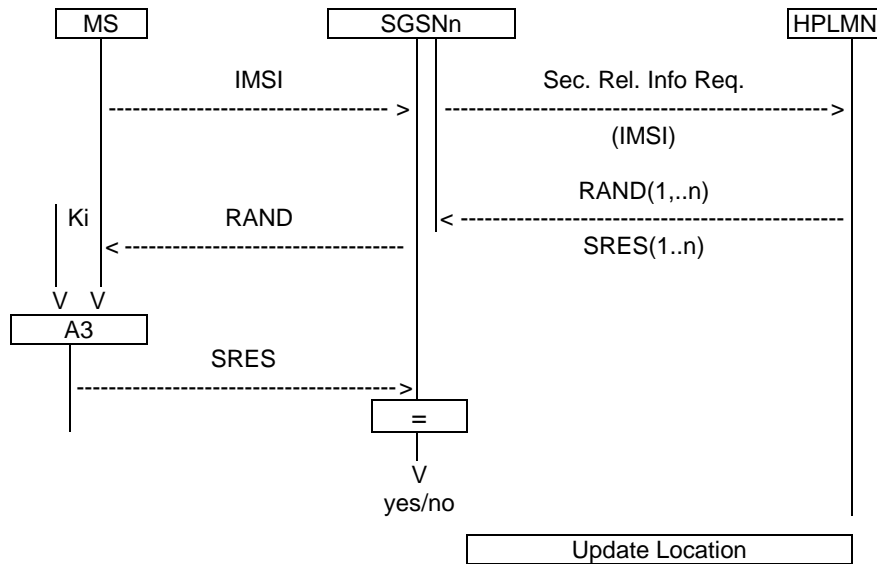 MS SGSNn HPLMN
IMSI Sec. Rel. Info Req.
---------------------------------- > ------------------------------------------------ >
(IMSI)
RAND(1,..n)
Ki RAND < ------------------------------------------------
< ----------------------------------- SRES(1..n)
V V
A3
SRES
---------------------------------------->
=
V
yes/no
Update Location